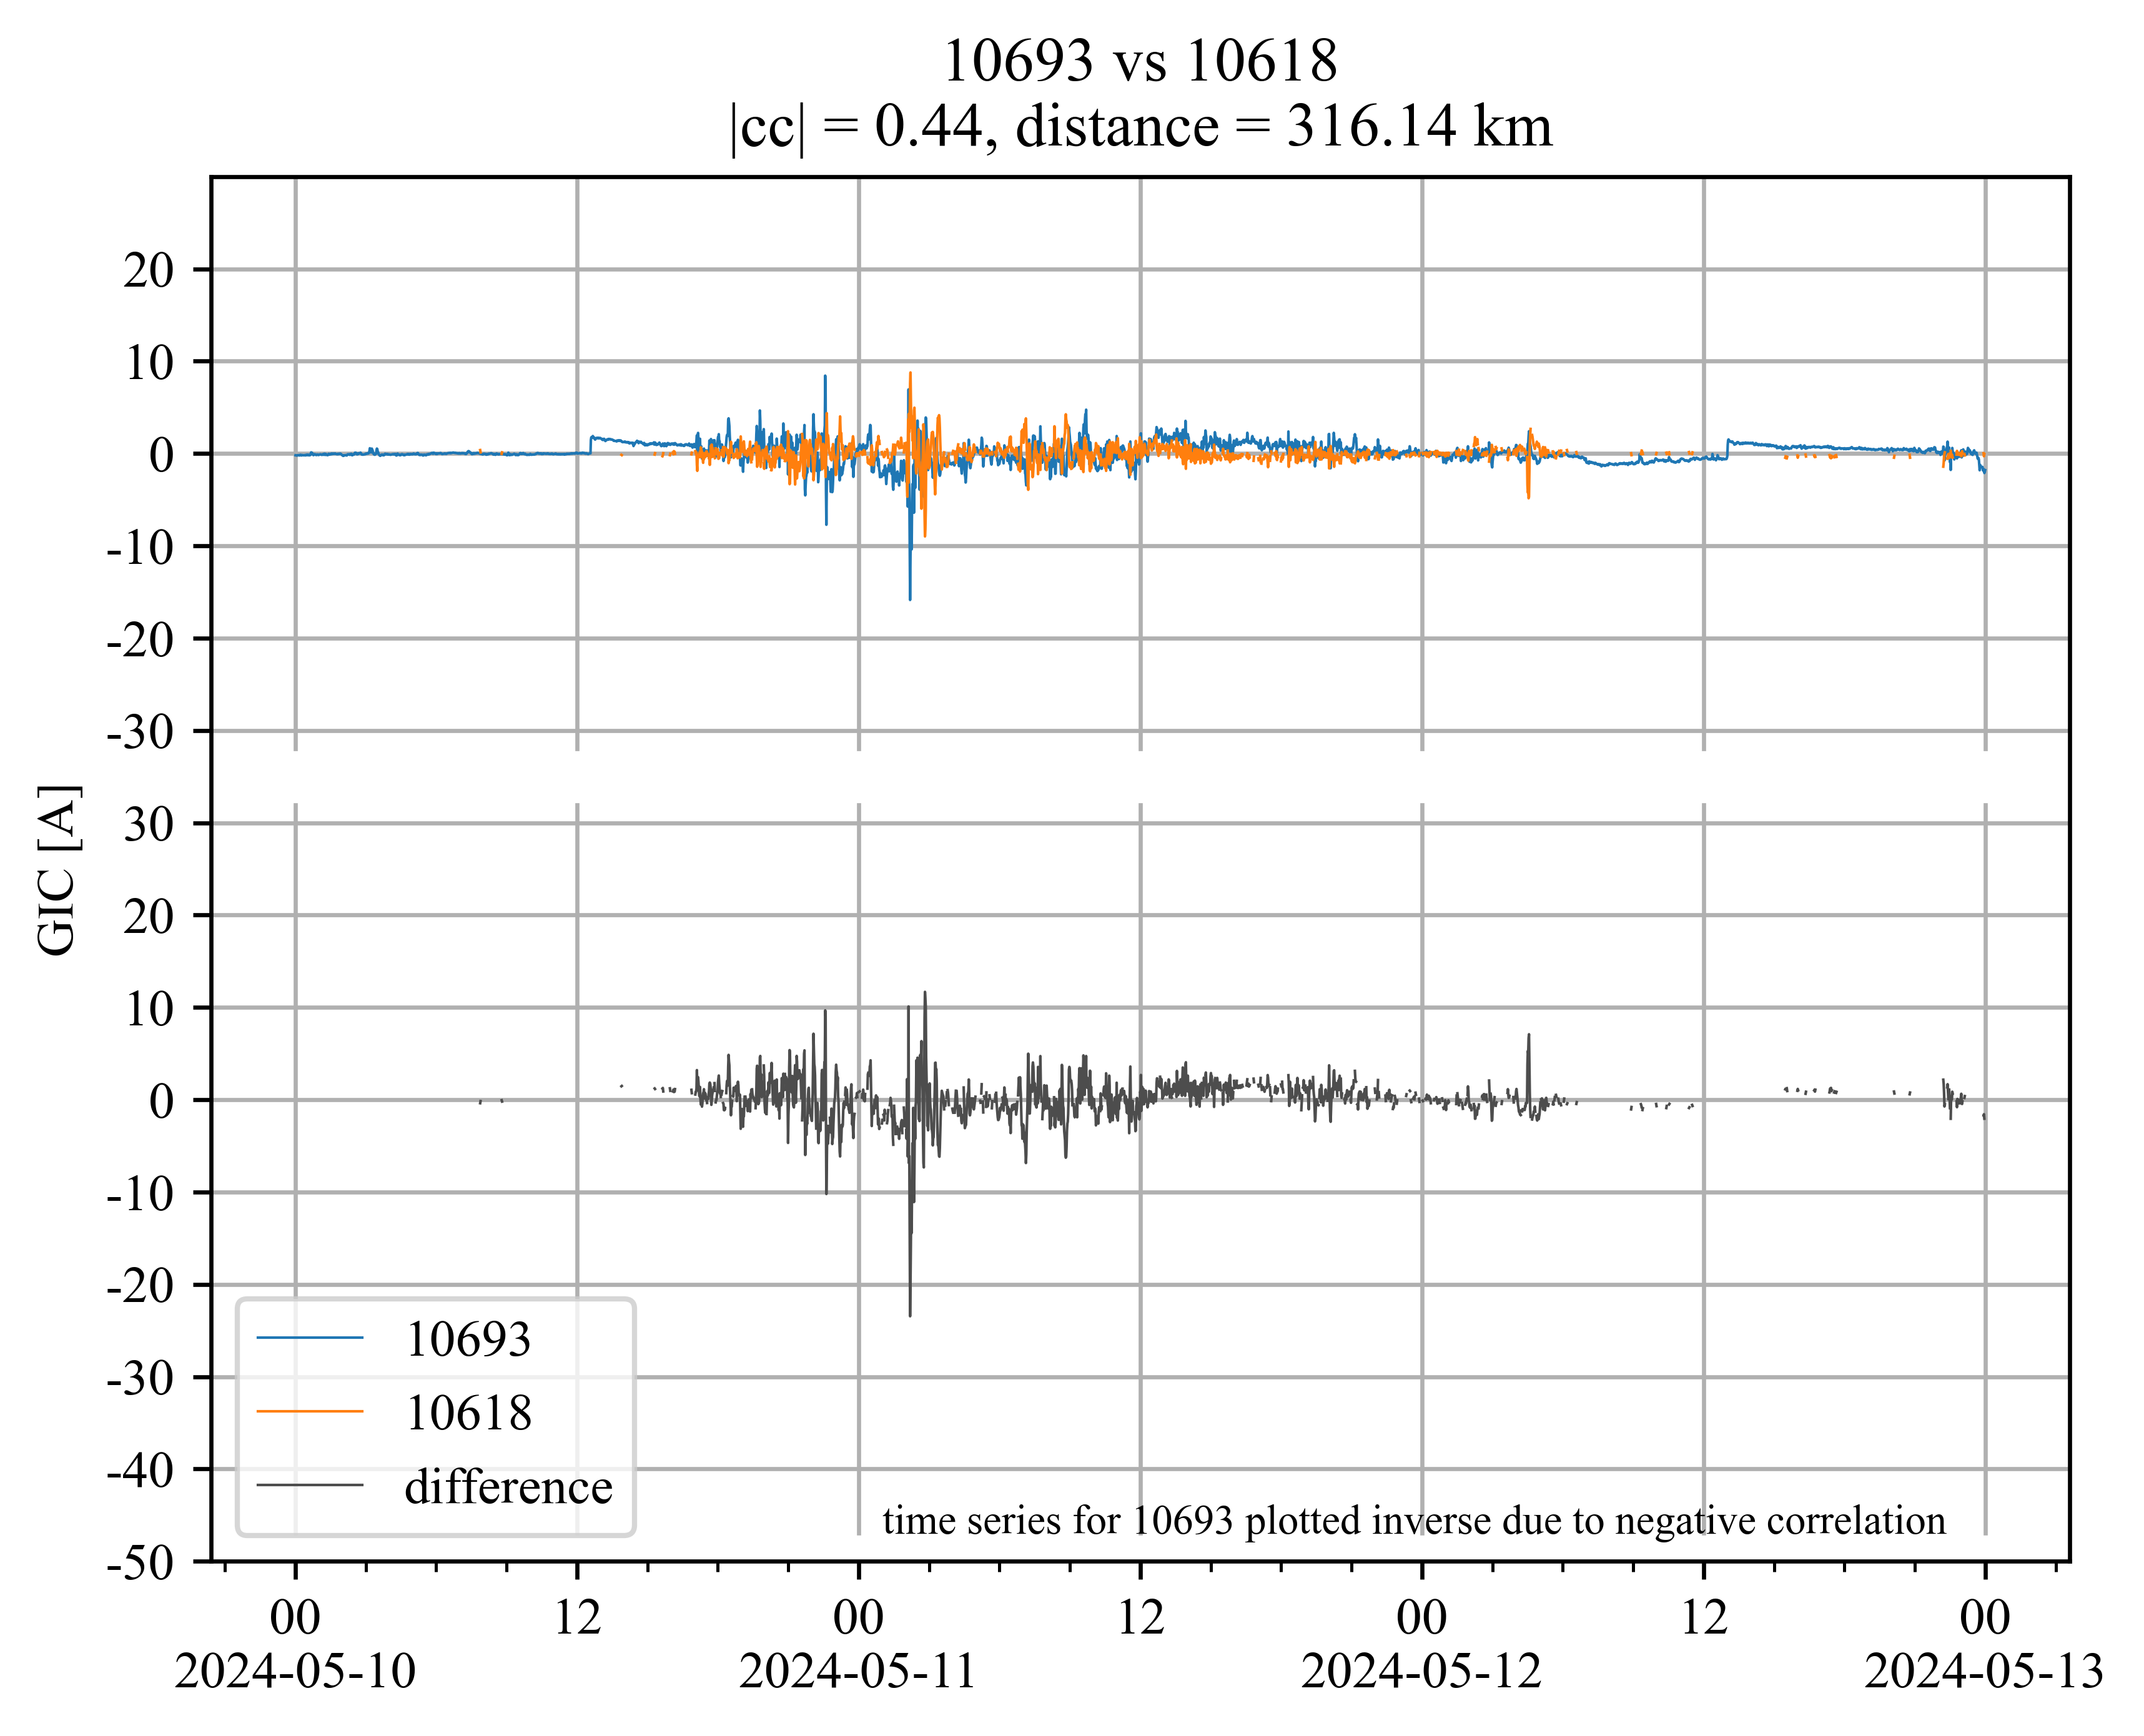 10693 vs 10618
|cc| = 0.44, distance = 316.14 km
20
10
0
-10
-20
-30
30
20
10
0
-10
-20
-30
-40
-50
GIC [A]
10693
10618
difference
time series for 10693 plotted inverse due to negative correlation
00 12 00 12 00 12 00
2024-05-10 2024-05-11 2024-05-12 2024-05-13